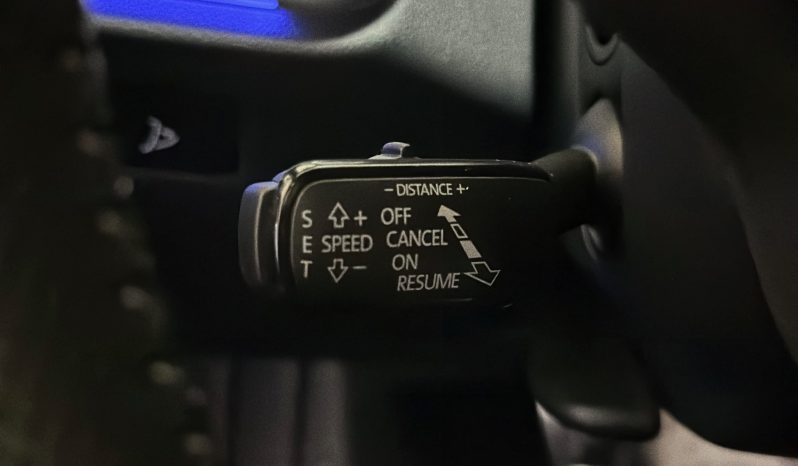 − DISTANCE +
S + OFF
E SPEED CANCEL
T − ON
RESUME